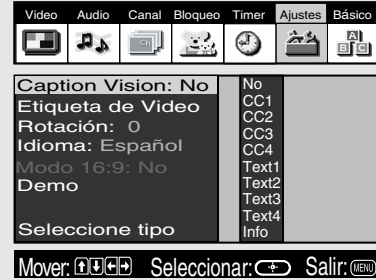 Video Audio Canal Bloqueo Timer Ajustes Básico
A
B C
Caption Vision: No
Etiqueta de Video
Rotación: 0
Idioma: Español
Modo 16:9: No
Demo
Seleccione tipo
No
CC1
CC2
CC3
CC4
Text1
Text2
Text3
Text4
Info
Mover: Seleccionar: Salir: MENU